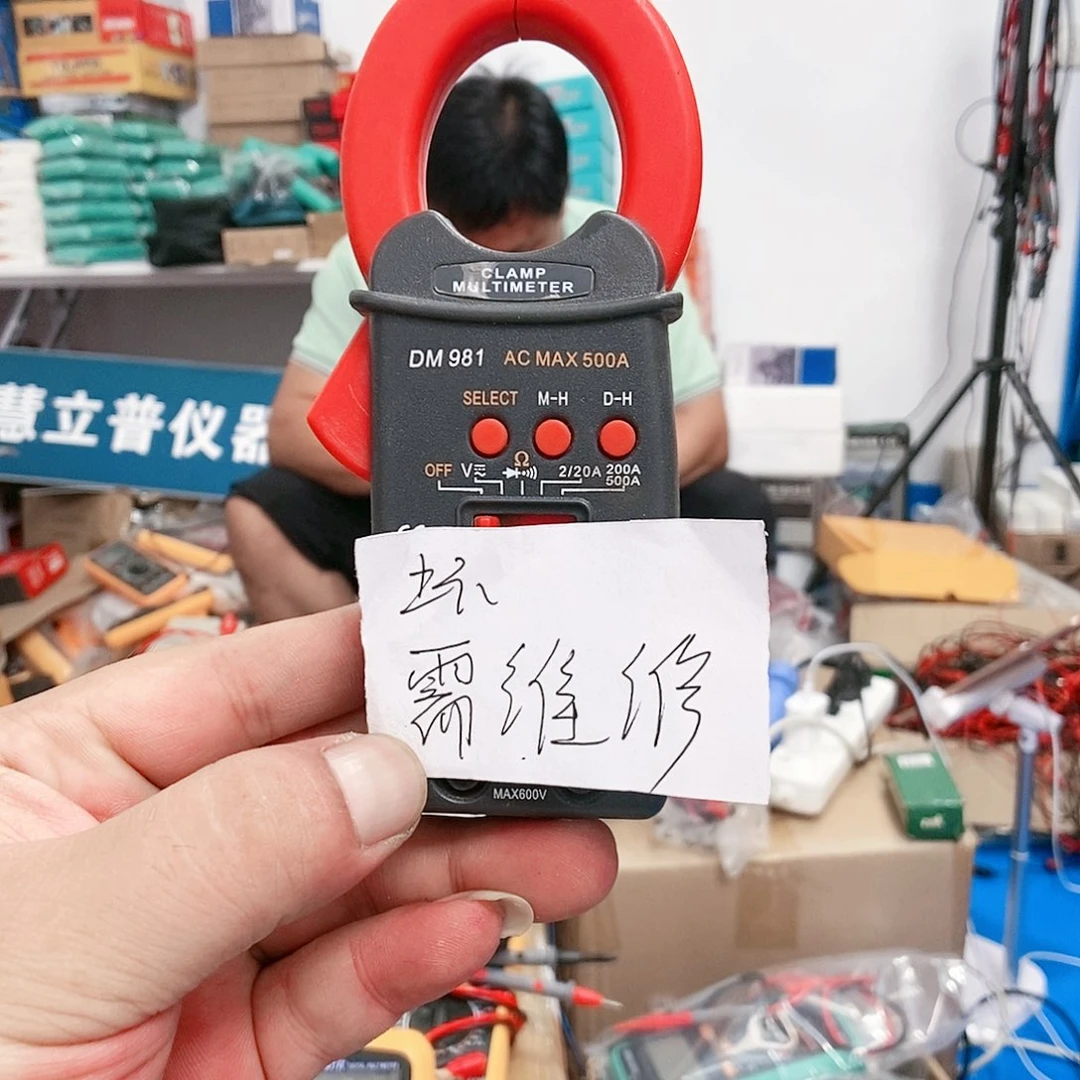 CLAMP
MULTIMETER
DM 981 AC MAX 500A
SELECT M-H D-H
OFF V Ω 2/20A 200A
500A
慧立普仪器
坏
需维修
MAX600V